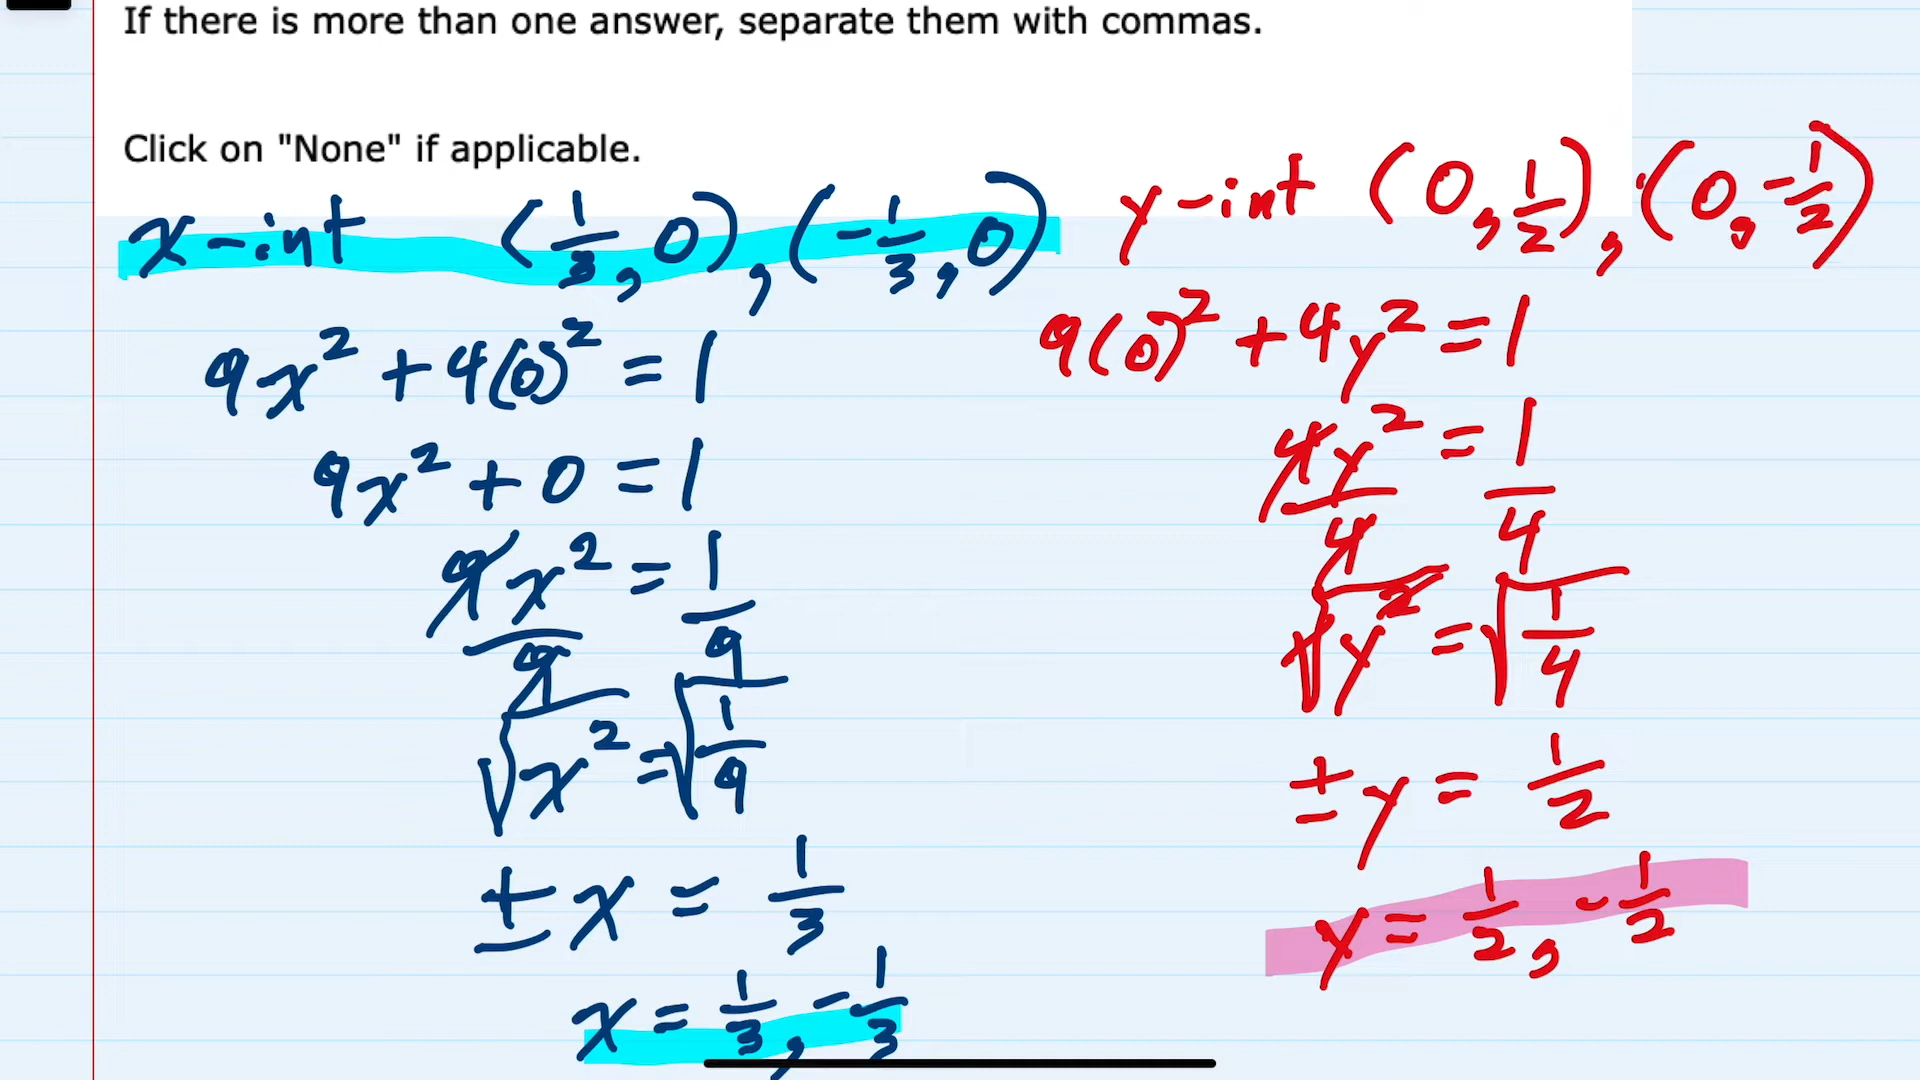 If there is more than one answer, separate them with commas.
Click on "None" if applicable.
x-int (1/3, 0), (-1/3, 0)
9x² + 4(0)² = 1
9x² + 0 = 1
9x²/9 = 1/9
√x² = √1/9
± x = 1/3
x = 1/3, -1/3
y-int (0, 1/2), (0, -1/2)
9(0)² + 4y² = 1
4y²/4 = 1/4
√y² = √1/4
± y = 1/2
y = 1/2, -1/2